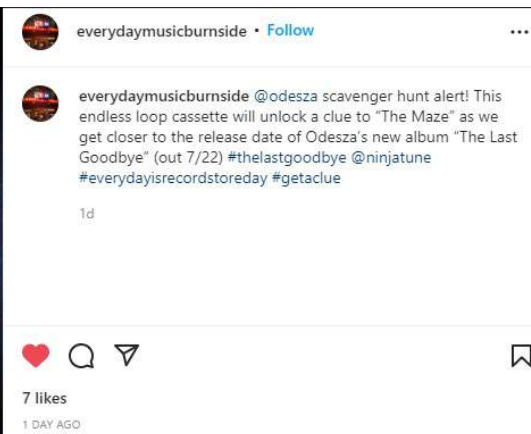 everydaymusicburnside • Follow
everydaymusicburnside @odesza scavenger hunt alert! This
endless loop cassette will unlock a clue to “The Maze” as we
get closer to the release date of Odesza's new album “The Last
Goodbye” (out 7/22) #thelastgoodbye @ninjatune
#everydayisrecordstoreday #getaclue
1d
7 likes
1 DAY AGO